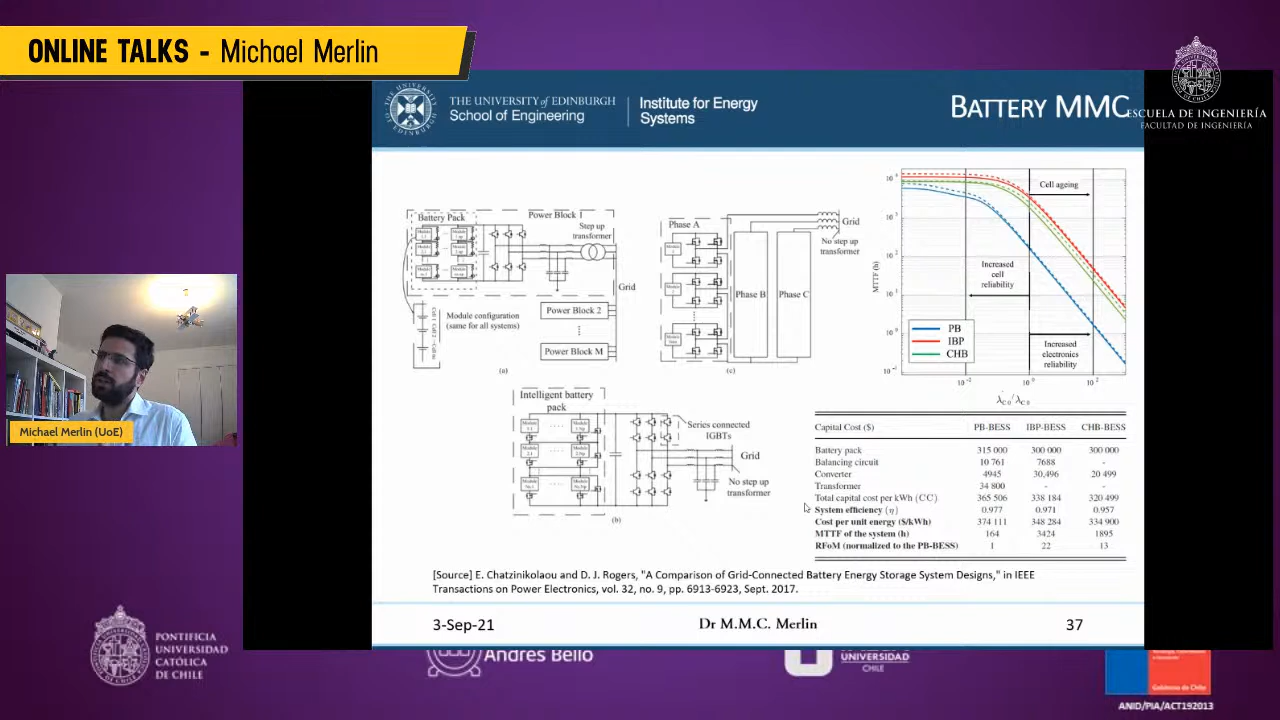 ONLINE TALKS - Michael Merlin
THE UNIVERSITY of EDINBURGH
School of Engineering
Institute for Energy
Systems
BATTERY MMC
ESCUELA DE INGENIERÍA
FACULTAD DE INGENIERÍA
Battery Pack
Power Block 1
Step up
transformer
Grid
Module configuration
(same for all systems)
Power Block 2
Power Block M
(a)
Phase A
Phase B
Phase C
Grid
No step up
transformer
(c)
Intelligent battery
pack
Series connected
IGBTs
Grid
No step up
transformer
(b)
MTTF (h)
Cell ageing
Increased
cell
reliability
Increased
electronics
reliability
PB
IBP
CHB
Capital Cost ($) PB-BESS IBP-BESS CHB-BESS
Battery pack 315 000 300 000 300 000
Balancing circuit 10 761 7688 -
Converter 4945 30,496 20 499
Transformer 34 800 - -
Total capital cost per kWh (CC) 365 506 338 184 320 499
System efficiency (η) 0.977 0.971 0.957
Cost per unit energy ($/kWh) 374 111 348 284 334 900
MTTF of the system (h) 164 3424 1895
RFoM (normalized to the PB-BESS) 1 22 13
[Source] E. Chatzinikolaou and D. J. Rogers, "A Comparison of Grid-Connected Battery Energy Storage System Designs," in IEEE
Transactions on Power Electronics, vol. 32, no. 9, pp. 6913-6923, Sept. 2017.
3-Sep-21
Dr M.M.C. Merlin
37
Michael Merlin (UoE)
PONTIFICIA
UNIVERSIDAD
CATÓLICA
DE CHILE
Andres Bello
UNIVERSIDAD
CHILE
Gobierno de Chile
ANID/PIA/ACT192013